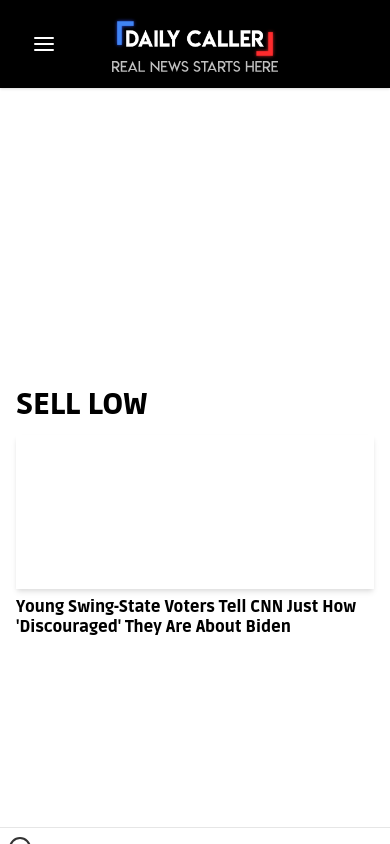 DAILY CALLER
REAL NEWS STARTS HERE
SELL LOW
Young Swing-State Voters Tell CNN Just How
'Discouraged' They Are About Biden